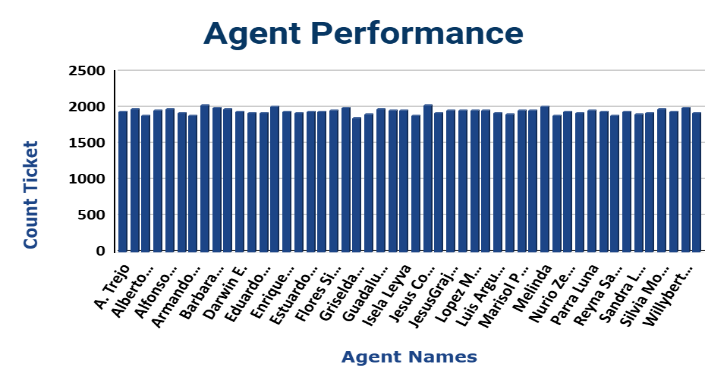 Agent Performance
2500
2000
1500
1000
500
0
Count Ticket
A. Trejo
Alberto...
Alfonso...
Armando...
Barbara...
Darwin E.
Eduardo...
Enrique...
Estuardo...
Flores Si...
Griselda...
Guadalu...
Isela Leyva
Jesus Co...
JesusGraj...
Lopez M...
Luis Argu...
Marisol P...
Melinda
Nurio Ze...
Parra Luna
Reyna Sa...
Sandra L...
Silvia Mo...
Willybert...
Agent Names